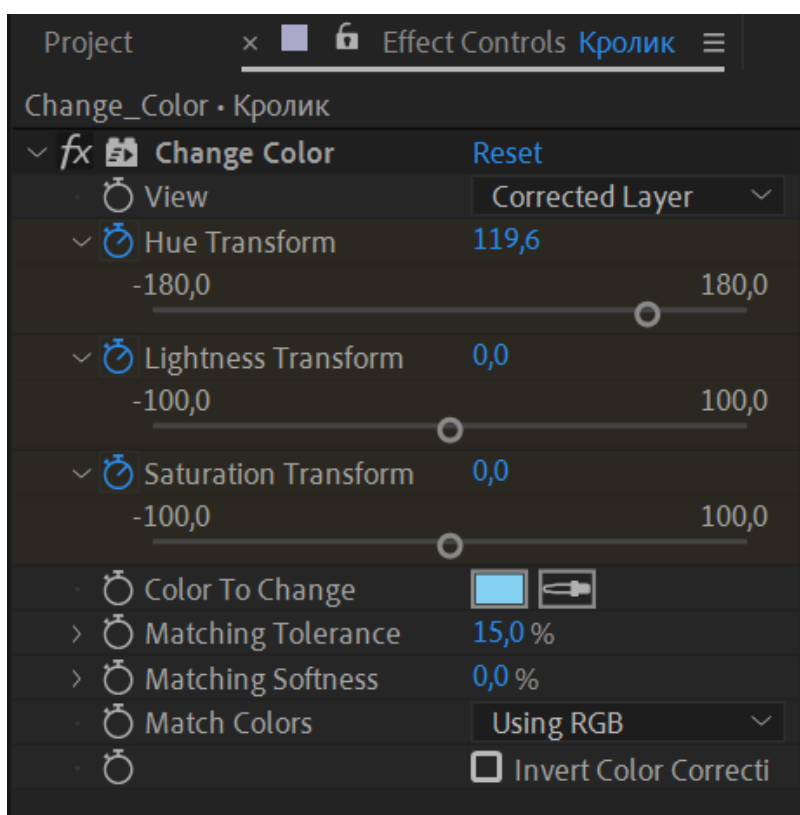 Project × Effect Controls Кролик
Change_Color • Кролик
fx Change Color Reset
View Corrected Layer
Hue Transform 119,6
-180,0 180,0
Lightness Transform 0,0
-100,0 100,0
Saturation Transform 0,0
-100,0 100,0
Color To Change
Matching Tolerance 15,0 %
Matching Softness 0,0 %
Match Colors Using RGB
Invert Color Correcti